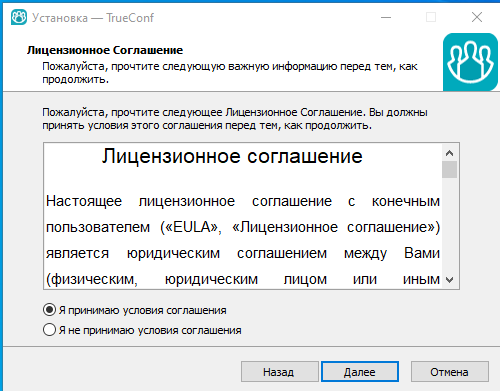 Установка — TrueConf
Лицензионное Соглашение
Пожалуйста, прочтите следующую важную информацию перед тем, как
продолжить.
Пожалуйста, прочтите следующее Лицензионное Соглашение. Вы должны
принять условия этого соглашения перед тем, как продолжить.
Лицензионное соглашение
Настоящее лицензионное соглашение с конечным
пользователем («EULA», «Лицензионное соглашение»)
является юридическим соглашением между Вами
(физическим, юридическим лицом или иным
Я принимаю условия соглашения
Я не принимаю условия соглашения
Назад
Далее
Отмена